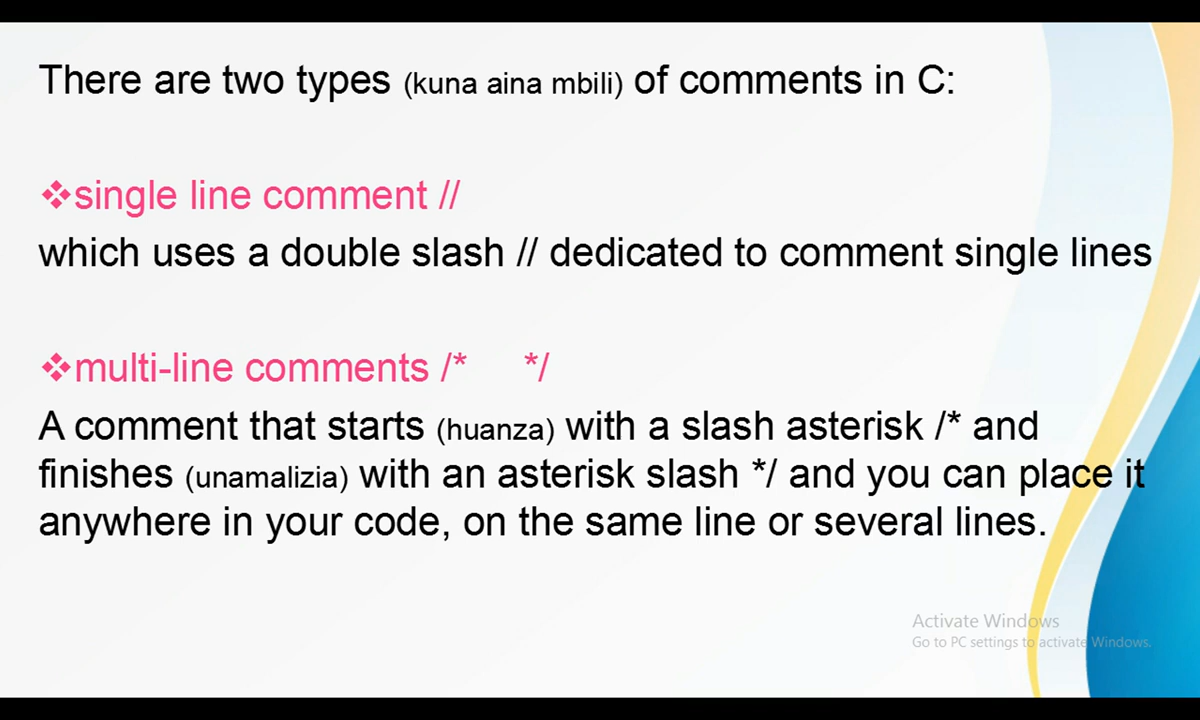 There are two types (kuna aina mbili) of comments in C:
❖single line comment //
which uses a double slash // dedicated to comment single lines
❖multi-line comments /* */
A comment that starts (huanza) with a slash asterisk /* and
finishes (unamalizia) with an asterisk slash */ and you can place it
anywhere in your code, on the same line or several lines.
Activate Windows
Go to PC settings to activate Windows.